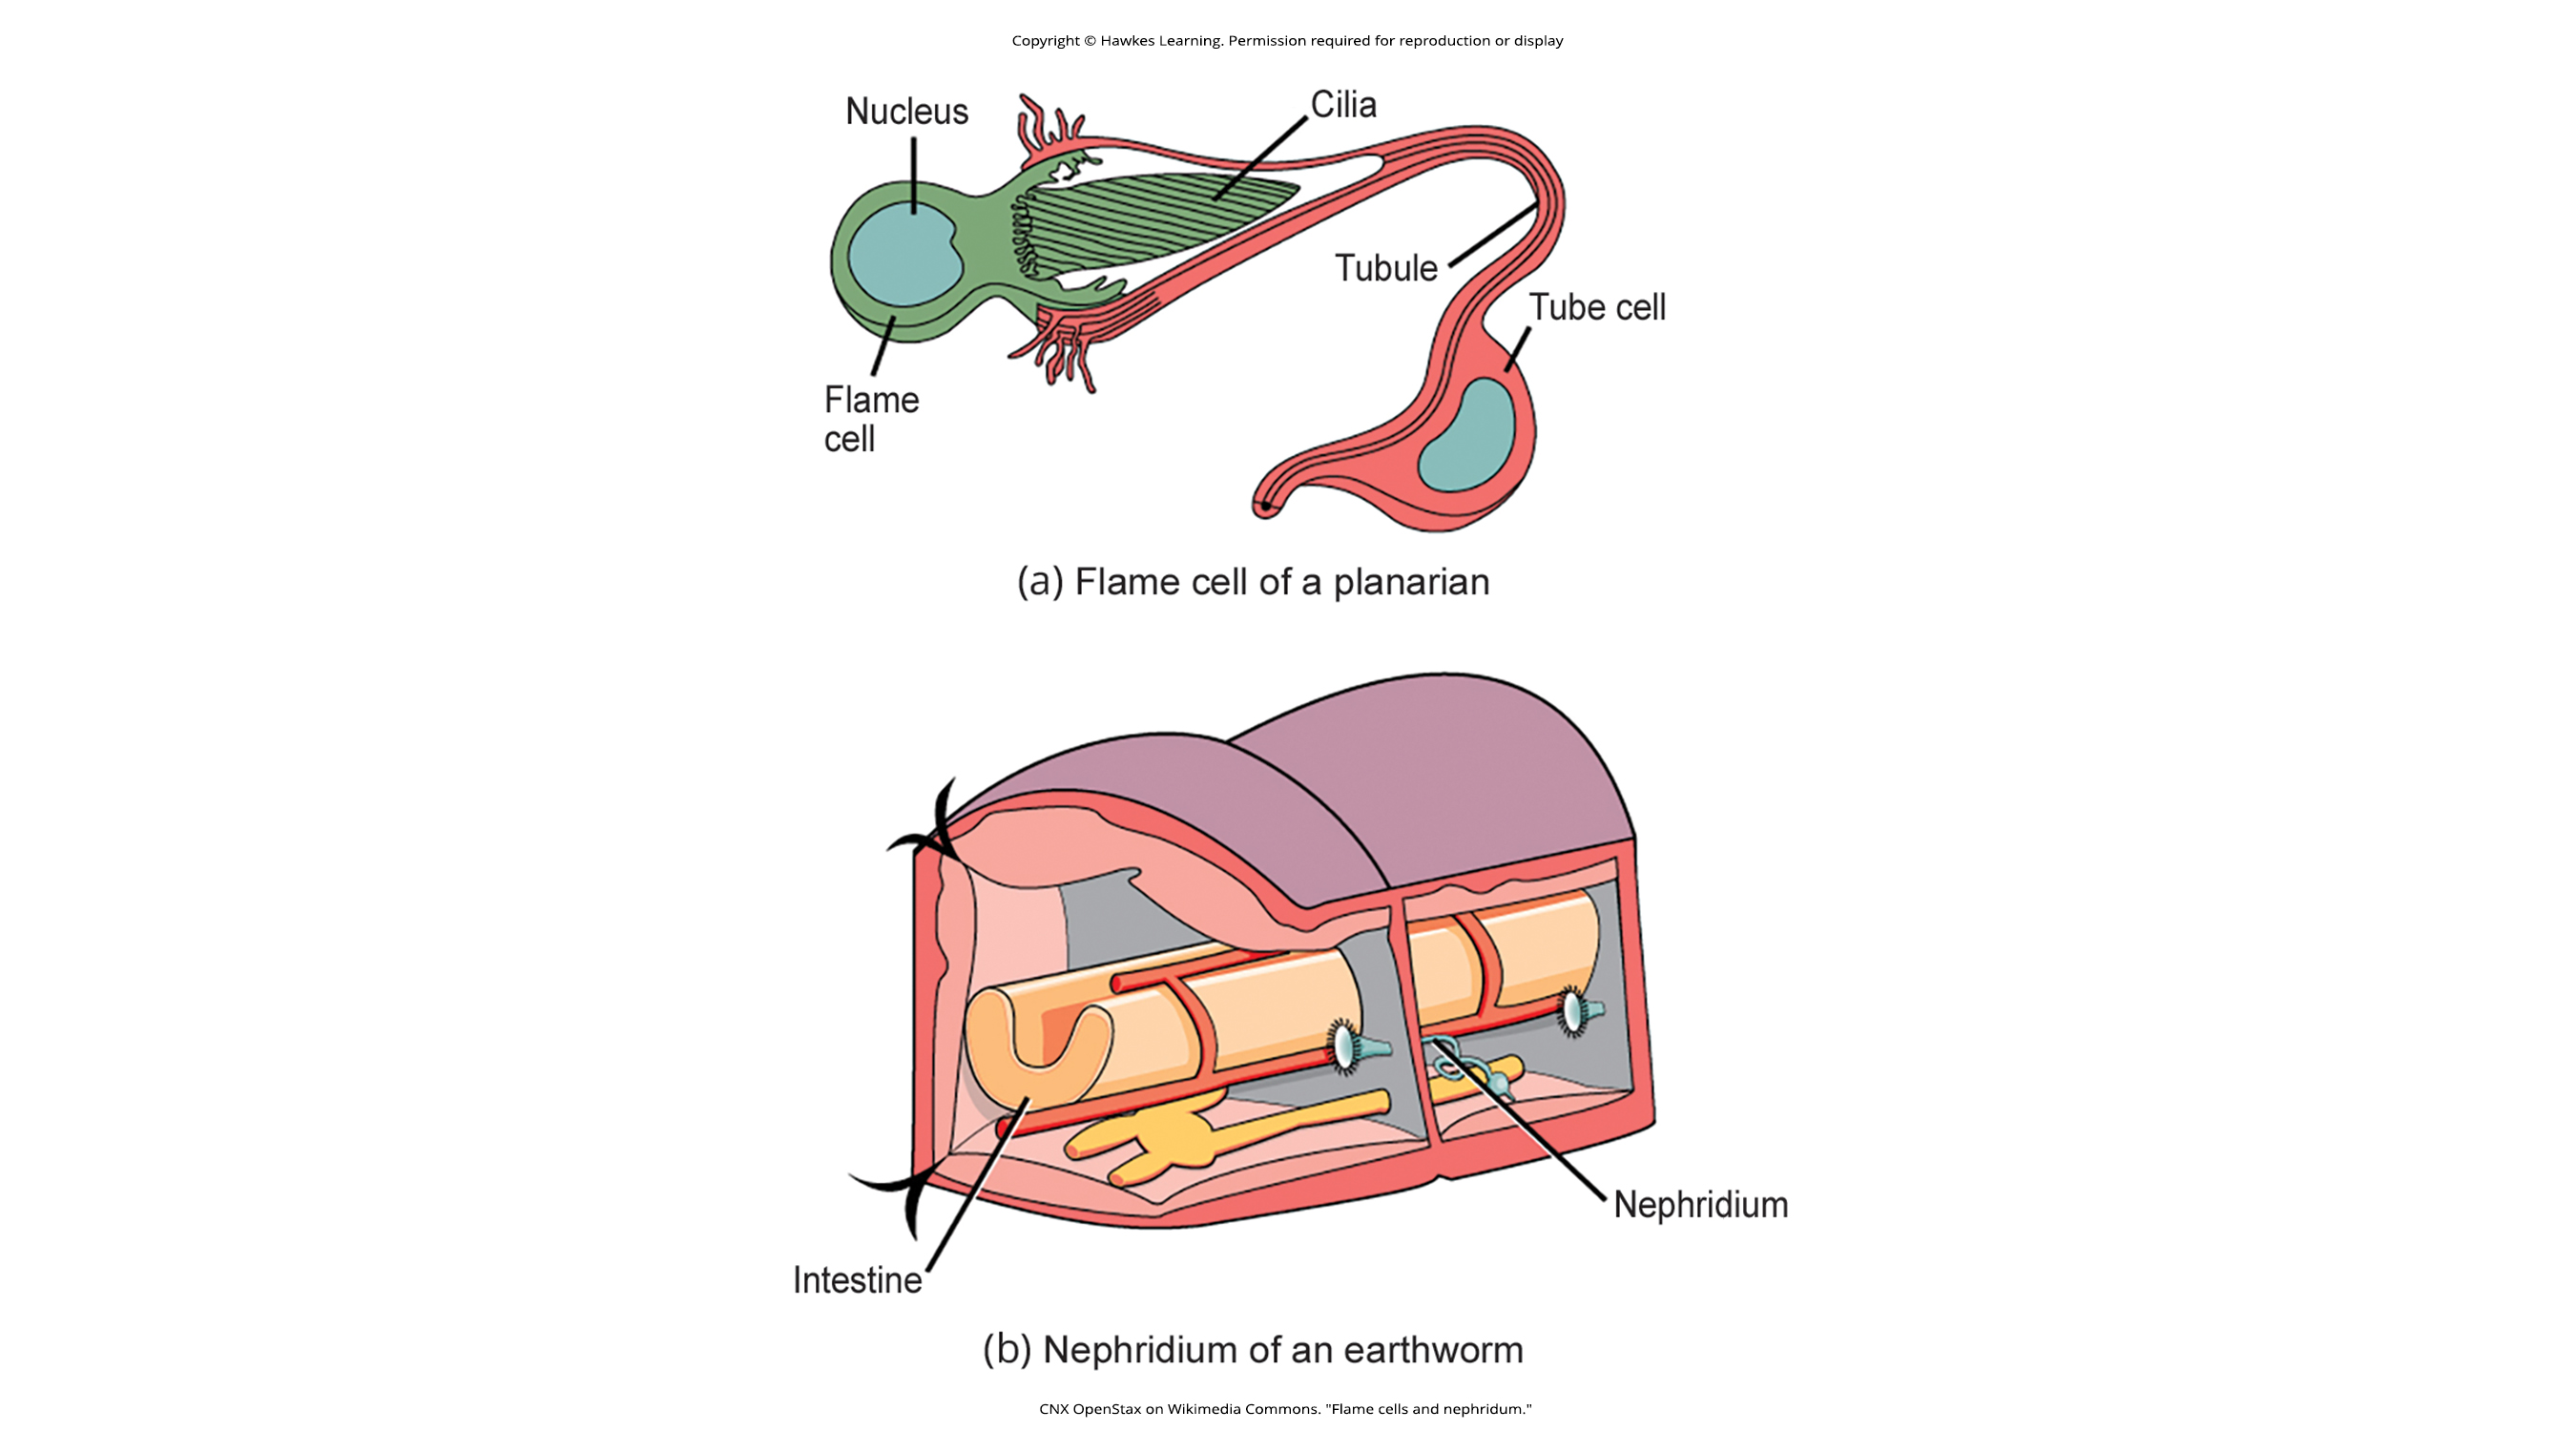 Copyright © Hawkes Learning. Permission required for reproduction or display
Nucleus
Cilia
Tubule
Tube cell
Flame
cell
(a) Flame cell of a planarian
Nephridium
Intestine
(b) Nephridium of an earthworm
CNX OpenStax on Wikimedia Commons. "Flame cells and nephridum."